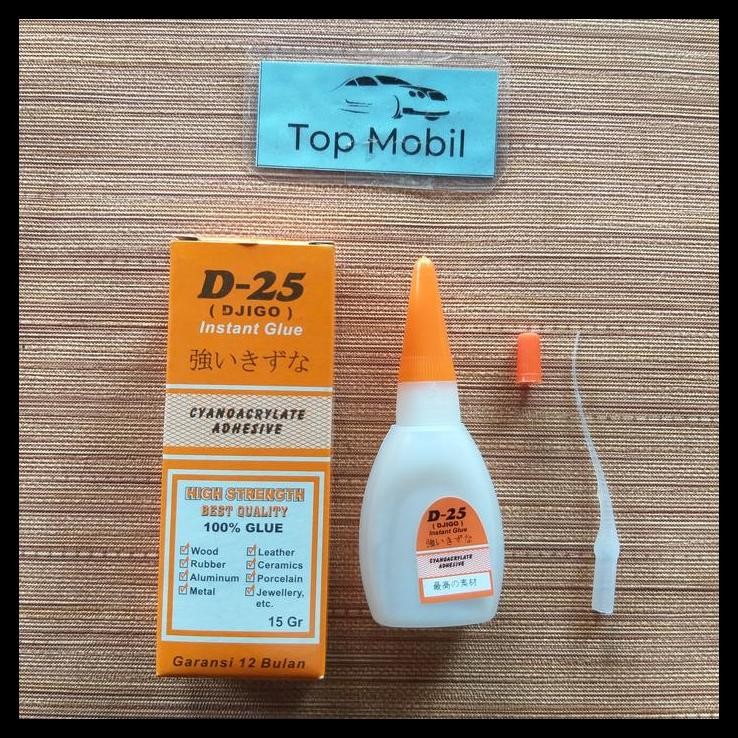 Top Mobil
D-25
( DJIGO )
Instant Glue
強いきずな
CYANOACRYLATE
ADHESIVE
HIGH STRENGTH
BEST QUALITY
100% GLUE
Wood
Rubber
Aluminum
Metal
Leather
Ceramics
Porcelain
Jewellery,
etc.
15 Gr
Garansi 12 Bulan
D-25
( DJIGO )
Instant Glue
強いきずな
CYANOACRYLATE
ADHESIVE
最高の素材